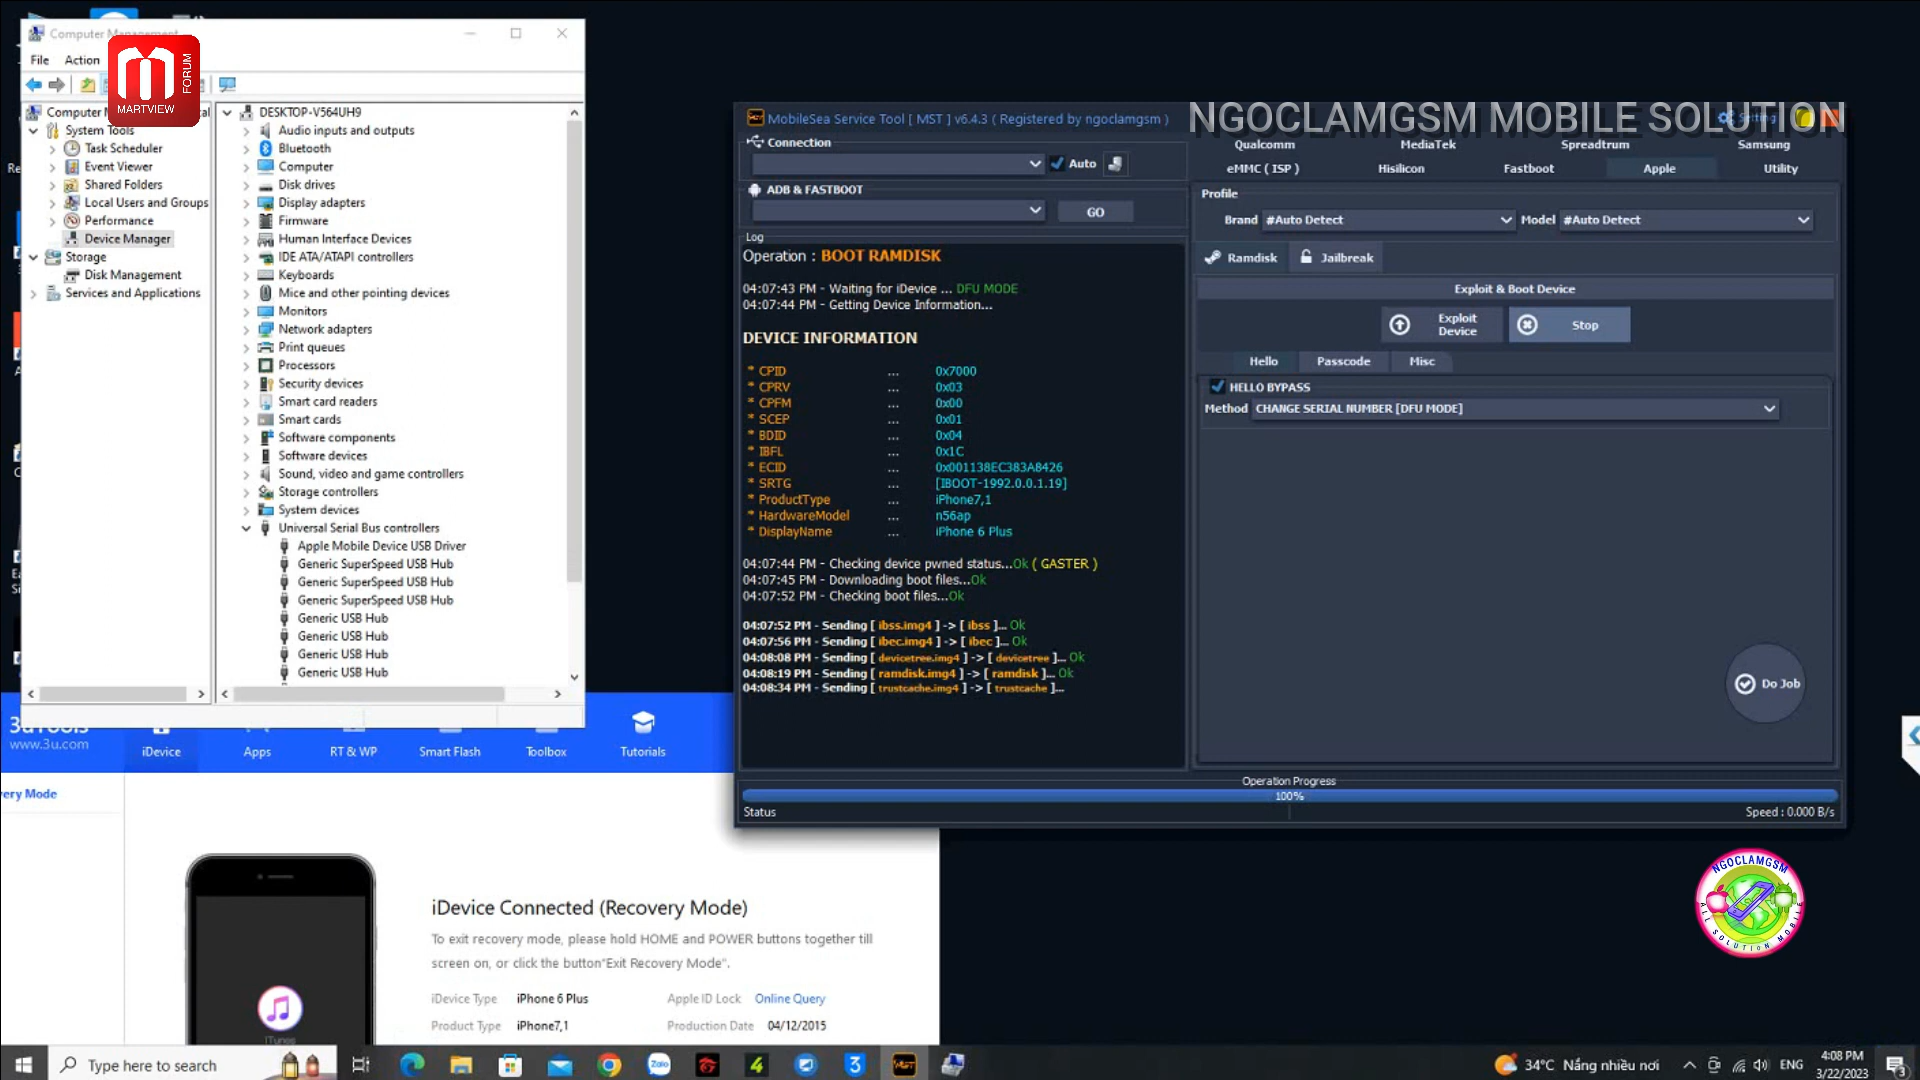 Computer Management
File Action
MARTVIEW
FORUM
Computer M
al
System Tools
Task Scheduler
Event Viewer
Shared Folders
Local Users and Groups
Performance
Device Manager
Storage
Disk Management
Services and Applications
DESKTOP-V564UH9
Audio inputs and outputs
Bluetooth
Computer
Disk drives
Display adapters
Firmware
Human Interface Devices
IDE ATA/ATAPI controllers
Keyboards
Mice and other pointing devices
Monitors
Network adapters
Print queues
Processors
Security devices
Smart card readers
Smart cards
Software components
Software devices
Sound, video and game controllers
Storage controllers
System devices
Universal Serial Bus controllers
Apple Mobile Device USB Driver
Generic SuperSpeed USB Hub
Generic SuperSpeed USB Hub
Generic SuperSpeed USB Hub
Generic USB Hub
Generic USB Hub
Generic USB Hub
Generic USB Hub
MobileSea Service Tool [ MST ] v6.4.3 ( Registered by ngoclamgsm )
NGOCLAMGSM MOBILE SOLUTION
Setting
Connection
Auto
ADB & FASTBOOT
GO
Log
Operation : BOOT RAMDISK
04:07:43 PM - Waiting for iDevice ... DFU MODE
04:07:44 PM - Getting Device Information...
DEVICE INFORMATION
* CPID ... 0x7000
* CPRV ... 0x03
* CPFM ... 0x00
* SCEP ... 0x01
* BDID ... 0x04
* IBFL ... 0x1C
* ECID ... 0x001138EC383A8426
* SRTG ... [IBOOT-1992.0.0.1.19]
* ProductType ... iPhone7,1
* HardwareModel ... n56ap
* DisplayName ... iPhone 6 Plus
04:07:44 PM - Checking device pwned status...Ok ( GASTER )
04:07:45 PM - Downloading boot files...Ok
04:07:52 PM - Checking boot files...Ok
04:07:52 PM - Sending [ ibss.img4 ] -> [ ibss ]... Ok
04:07:56 PM - Sending [ ibec.img4 ] -> [ ibec ]... Ok
04:08:08 PM - Sending [ devicetree.img4 ] -> [ devicetree ]... Ok
04:08:19 PM - Sending [ ramdisk.img4 ] -> [ ramdisk ]... Ok
04:08:34 PM - Sending [ trustcache.img4 ] -> [ trustcache ]...
Qualcomm MediaTek Spreadtrum Samsung
eMMC ( ISP ) Hisilicon Fastboot Apple Utility
Profile
Brand #Auto Detect Model #Auto Detect
Ramdisk Jailbreak
Exploit & Boot Device
Exploit
Device
Stop
Hello Passcode Misc
HELLO BYPASS
Method CHANGE SERIAL NUMBER [DFU MODE]
Do Job
Operation Progress
100%
Status
Speed : 0.000 B/s
3uTools
www.3u.com
iDevice Apps RT & WP Smart Flash Toolbox Tutorials
very Mode
iDevice Connected (Recovery Mode)
To exit recovery mode, please hold HOME and POWER buttons together till
screen on, or click the button"Exit Recovery Mode".
iDevice Type iPhone 6 Plus Apple ID Lock Online Query
Product Type iPhone7,1 Production Date 04/12/2015
iTunes
NGOCLAMGSM
ALL SOLUTION MOBILE
Type here to search
Zalo
MST
34°C Nắng nhiều nơi
ENG
4:08 PM
3/22/2023
3